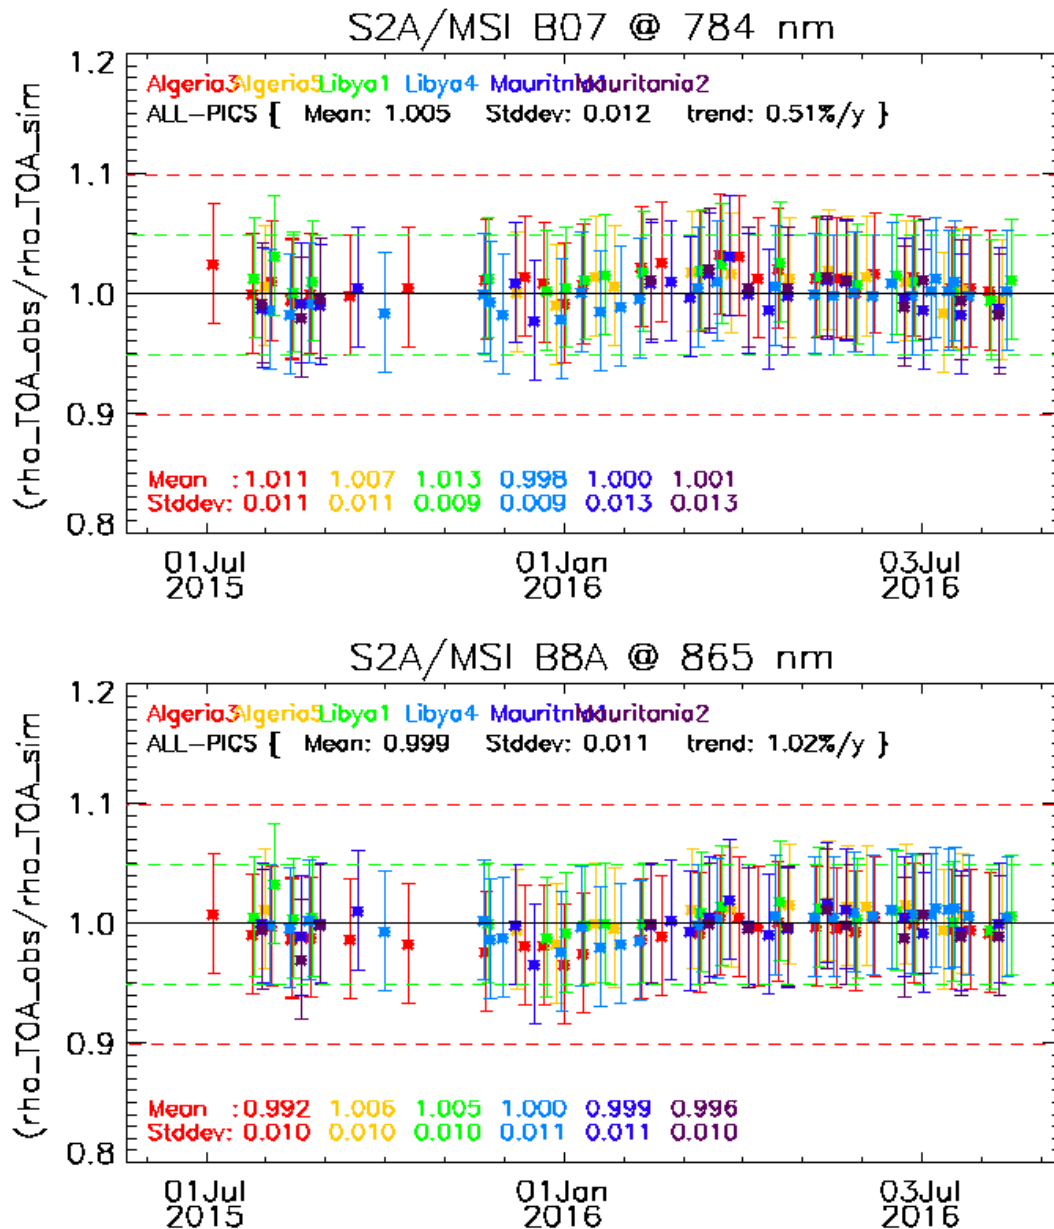 S2A/MSI B07 @ 784 nm
(rho_TOA_obs/rho_TOA_sim
1.2
1.1
1.0
0.9
0.8
Algeria3 Algeria5 Libya1 Libya4 Mauritania1 Mauritania2
ALL-PICS { Mean: 1.005 Stddev: 0.012 trend: 0.51%/y }
Mean : 1.011 1.007 1.013 0.998 1.000 1.001
Stddev: 0.011 0.011 0.009 0.009 0.013 0.013
01Jul 01Jan 03Jul
2015 2016 2016
S2A/MSI B8A @ 865 nm
(rho_TOA_obs/rho_TOA_sim
1.2
1.1
1.0
0.9
0.8
Algeria3 Algeria5 Libya1 Libya4 Mauritania1 Mauritania2
ALL-PICS { Mean: 0.999 Stddev: 0.011 trend: 1.02%/y }
Mean : 0.992 1.006 1.005 1.000 0.999 0.996
Stddev: 0.010 0.010 0.010 0.011 0.011 0.010
01Jul 01Jan 03Jul
2015 2016 2016